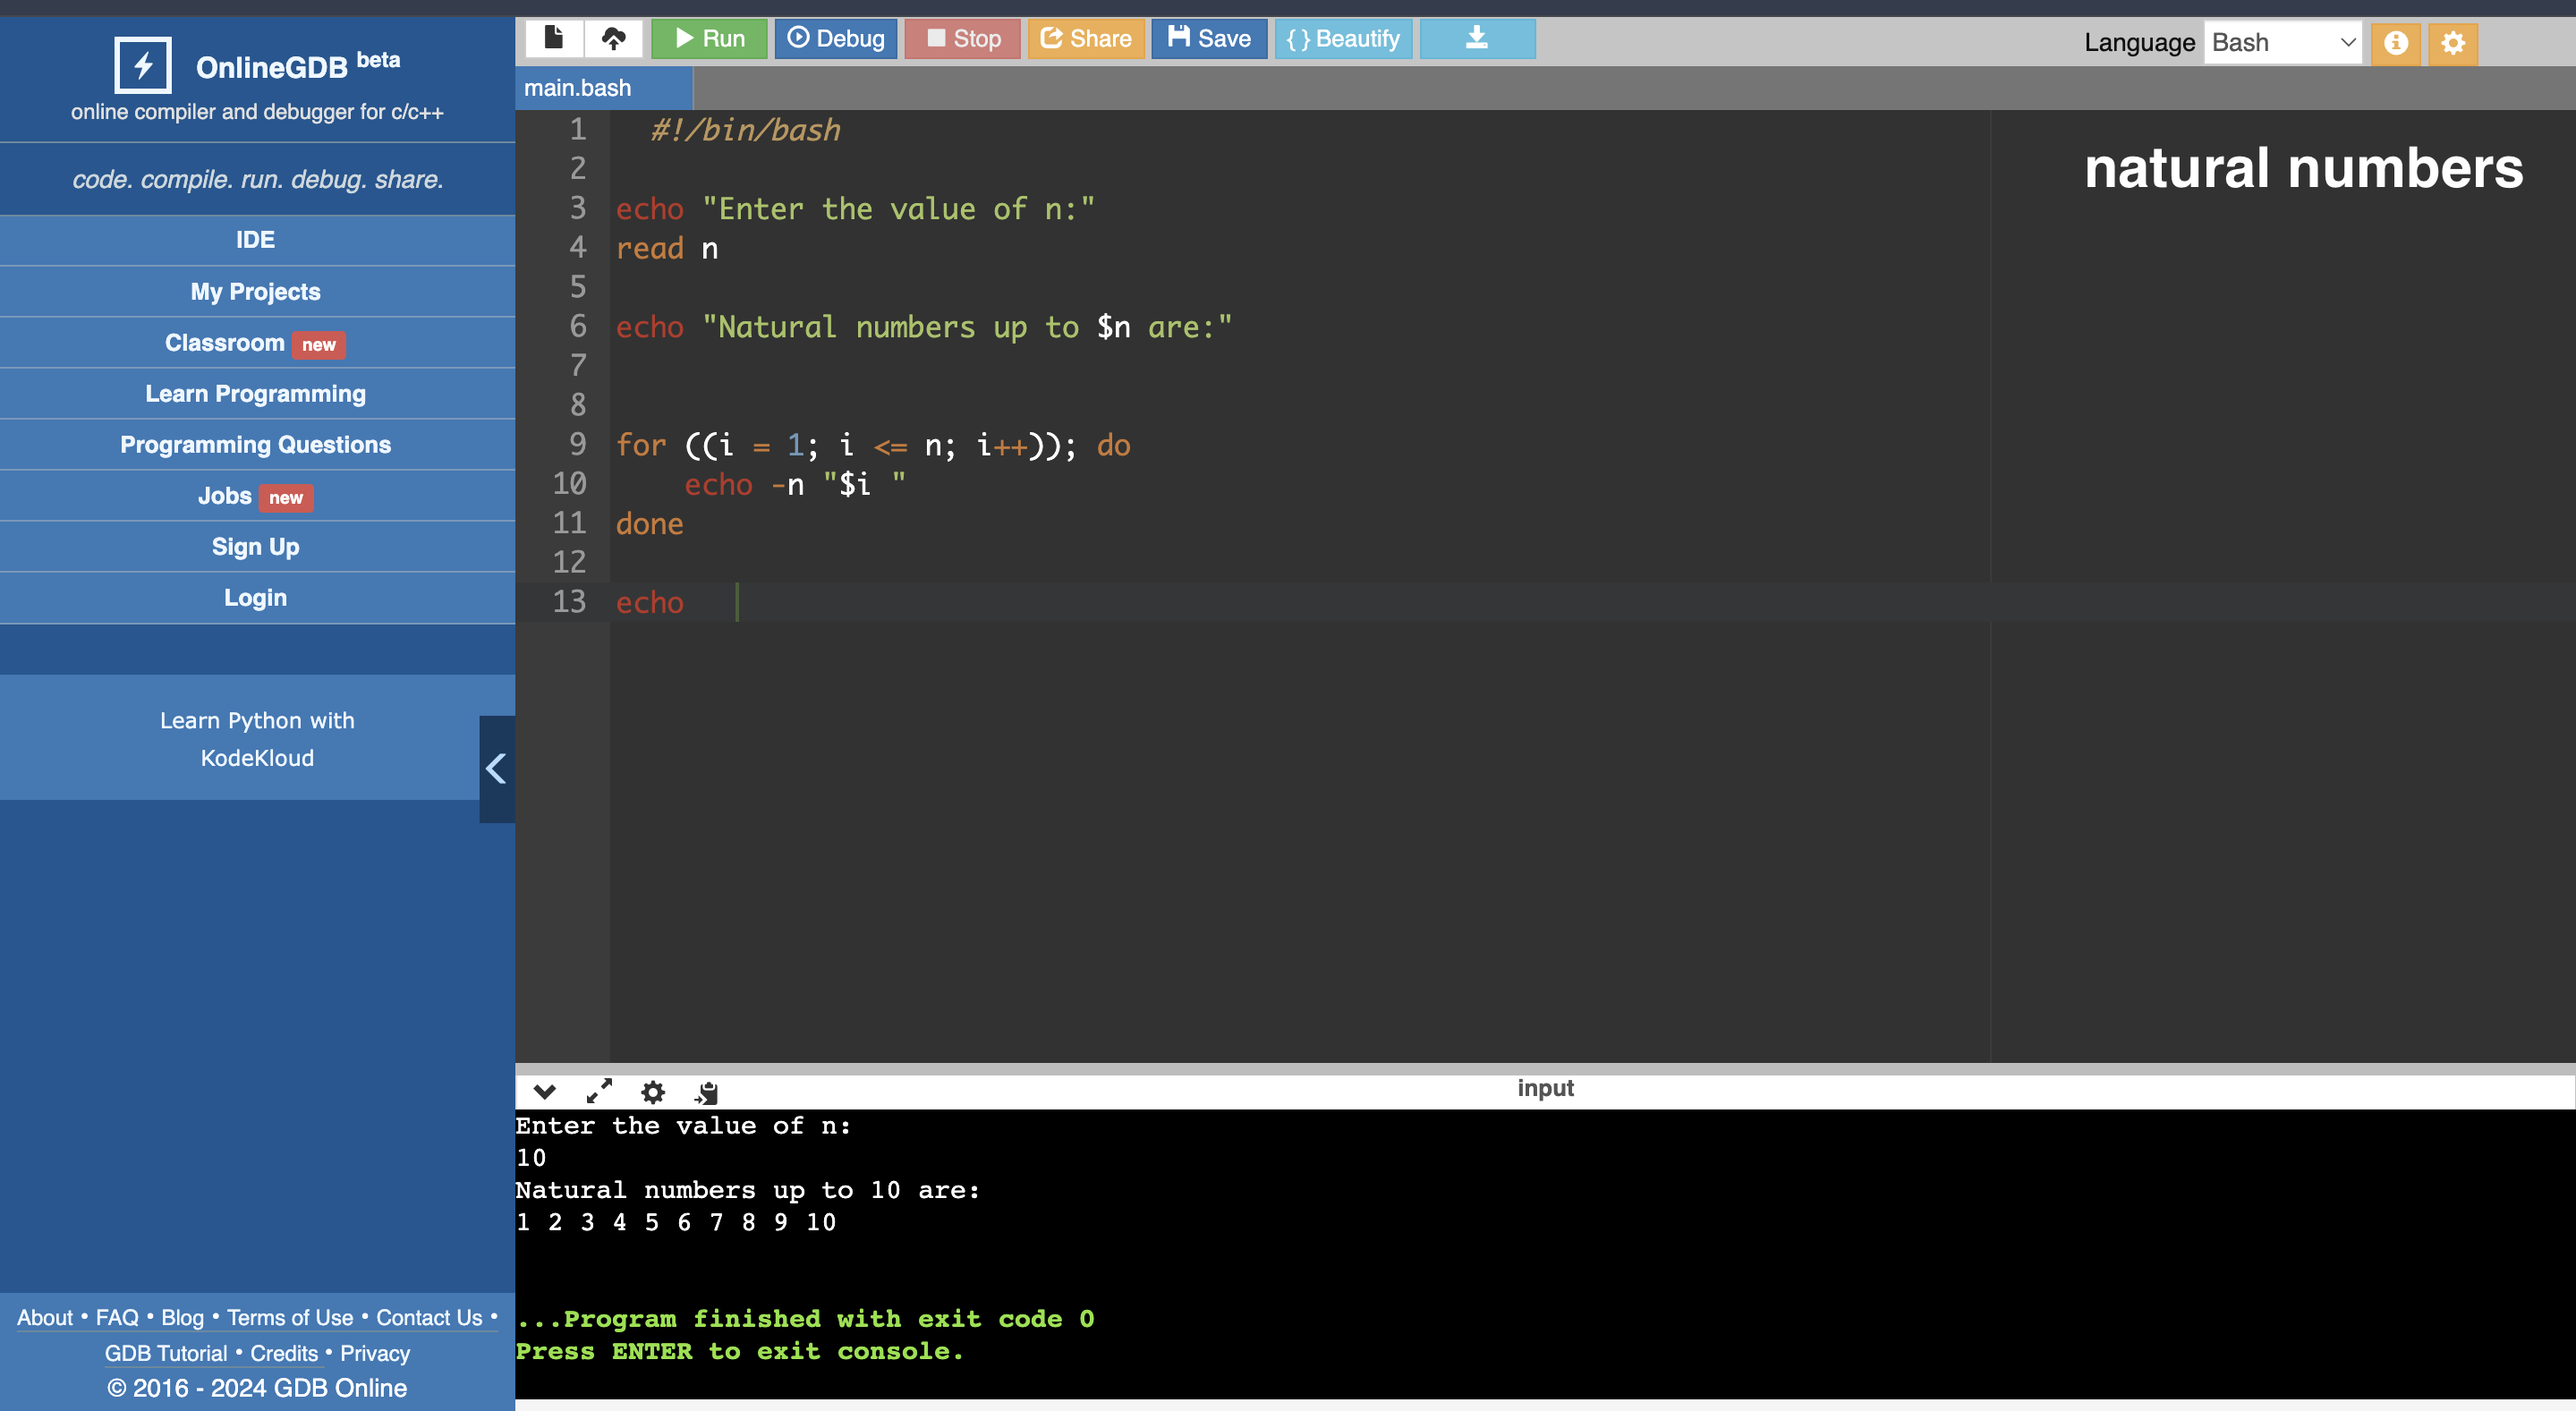 OnlineGDB beta
online compiler and debugger for c/c++
code. compile. run. debug. share.
IDE
My Projects
Classroom new
Learn Programming
Programming Questions
Jobs new
Sign Up
Login
Learn Python with
KodeKloud
About • FAQ • Blog • Terms of Use • Contact Us •
GDB Tutorial • Credits • Privacy
© 2016 - 2024 GDB Online
Run Debug Stop Share Save { } Beautify
Language Bash
main.bash
natural numbers
1 #!/bin/bash
2
3 echo "Enter the value of n:"
4 read n
5
6 echo "Natural numbers up to $n are:"
7
8
9 for ((i = 1; i <= n; i++)); do
10     echo -n "$i "
11 done
12
13 echo
input
Enter the value of n:
10
Natural numbers up to 10 are:
1 2 3 4 5 6 7 8 9 10
...Program finished with exit code 0
Press ENTER to exit console.